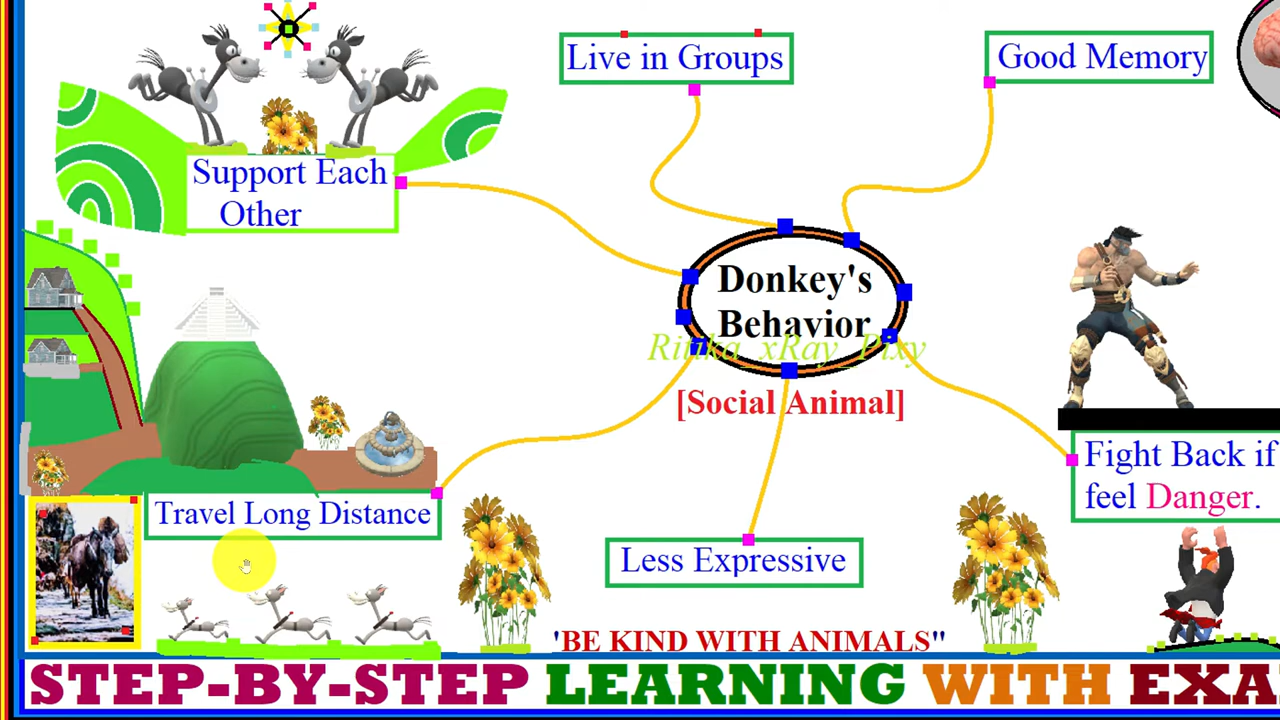 Live in Groups
Good Memory
Support Each
Other
Donkey's
Behavior
Ritika_xRay_Pixy
[Social Animal]
Fight Back if
feel Danger.
Travel Long Distance
Less Expressive
'BE KIND WITH ANIMALS"
STEP-BY-STEP LEARNING WITH EXA